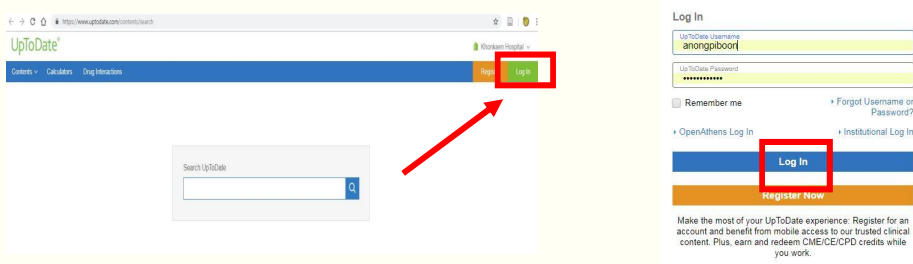 https://www.uptodate.com/contents/search
UpToDate®
Khonkaen Hospital
Contents Calculators Drug Interactions
Register Log In
Search UpToDate
Log In
UpToDate Username
anongpiboon
UpToDate Password
••••••••••••
Remember me
Forgot Username or
Password?
OpenAthens Log In
Institutional Log In
Log In
Register Now
Make the most of your UpToDate experience: Register for an
account and benefit from mobile access to our trusted clinical
content. Plus, earn and redeem CME/CE/CPD credits while
you work.